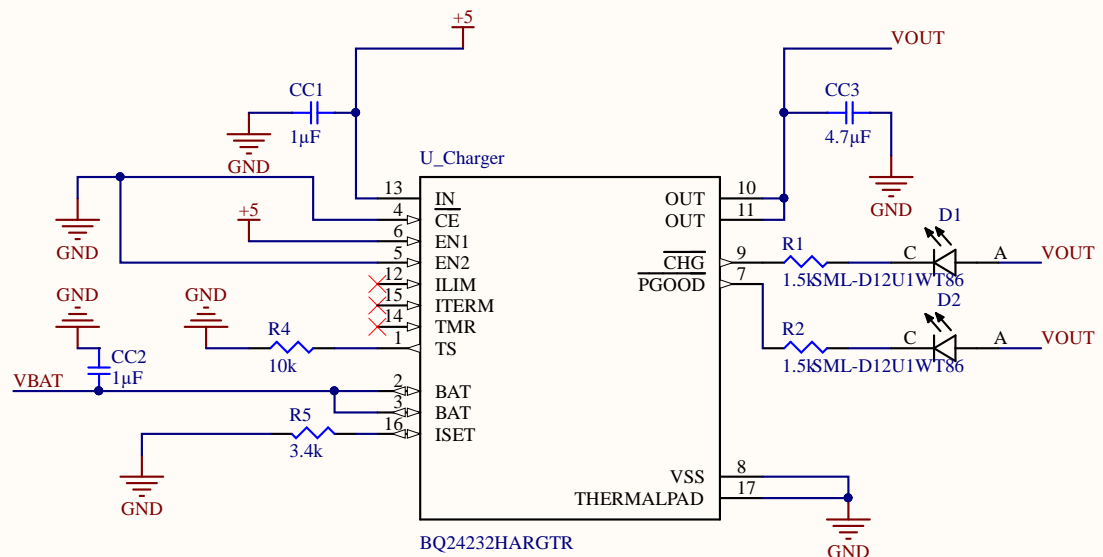 +5
VOUT
CC1
1µF
GND
CC3
4.7µF
GND
U_Charger
13 IN
4 CE
+5
6 EN1
5 EN2
GND
12 ILIM
15 ITERM
14 TMR
1 TS
GND
GND
R4
10k
CC2
1µF
VBAT
2 BAT
3 BAT
16 ISET
R5
3.4k
GND
OUT 10
OUT 11
CHG 9
PGOOD 7
R1
1.5k
SML-D12U1WT86
D1
C
A
VOUT
R2
1.5k
SML-D12U1WT86
D2
C
A
VOUT
VSS 8
THERMALPAD 17
GND
BQ24232HARGTR